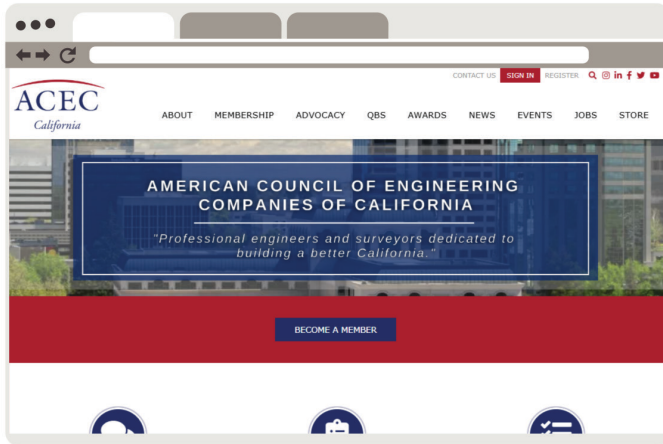 CONTACT US SIGN IN REGISTER
ACEC
California
ABOUT MEMBERSHIP ADVOCACY QBS AWARDS NEWS EVENTS JOBS STORE
AMERICAN COUNCIL OF ENGINEERING
COMPANIES OF CALIFORNIA
"Professional engineers and surveyors dedicated to
building a better California."
BECOME A MEMBER